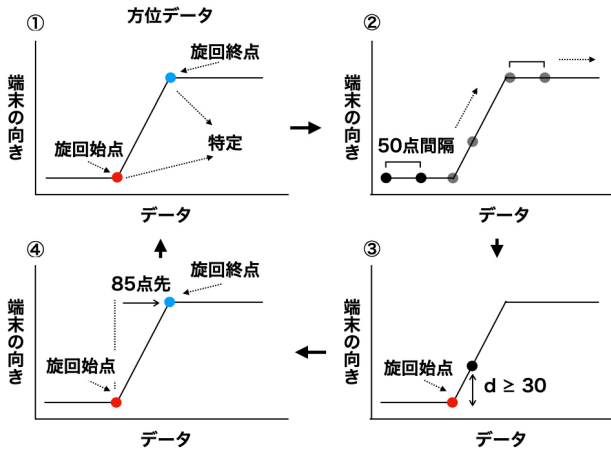 ①
方位データ
旋回終点
端末の向き
旋回始点
特定
データ
②
端末の向き
50点間隔
データ
④
85点先
旋回終点
端末の向き
旋回始点
データ
③
端末の向き
旋回始点
d ≥ 30
データ